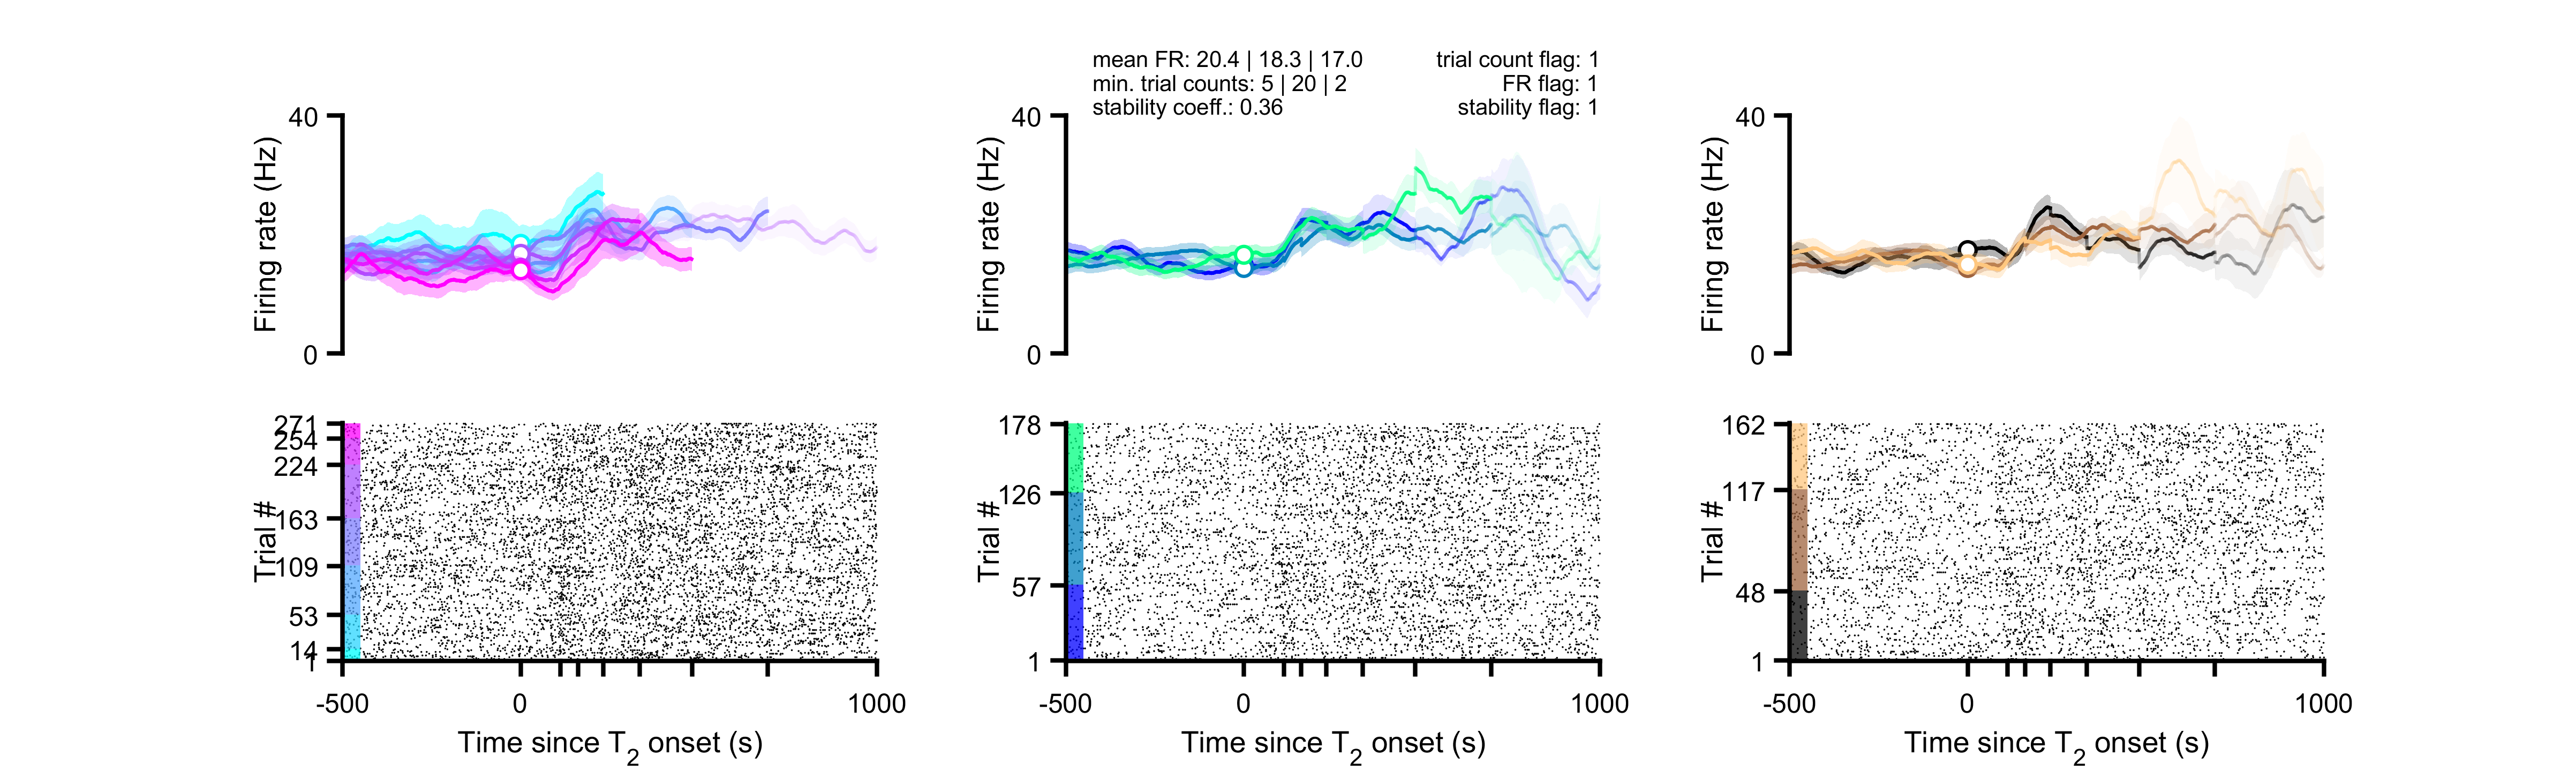 mean FR: 20.4 | 18.3 | 17.0
trial count flag: 1
min. trial counts: 5 | 20 | 2
FR flag: 1
stability coeff.: 0.36
stability flag: 1
40
Firing rate (Hz)
0
40
Firing rate (Hz)
0
40
Firing rate (Hz)
0
271
254
224
163
109
53
14
1
Trial #
-500
0
1000
Time since T2 onset (s)
178
126
57
1
Trial #
-500
0
1000
Time since T2 onset (s)
162
117
48
1
Trial #
-500
0
1000
Time since T2 onset (s)